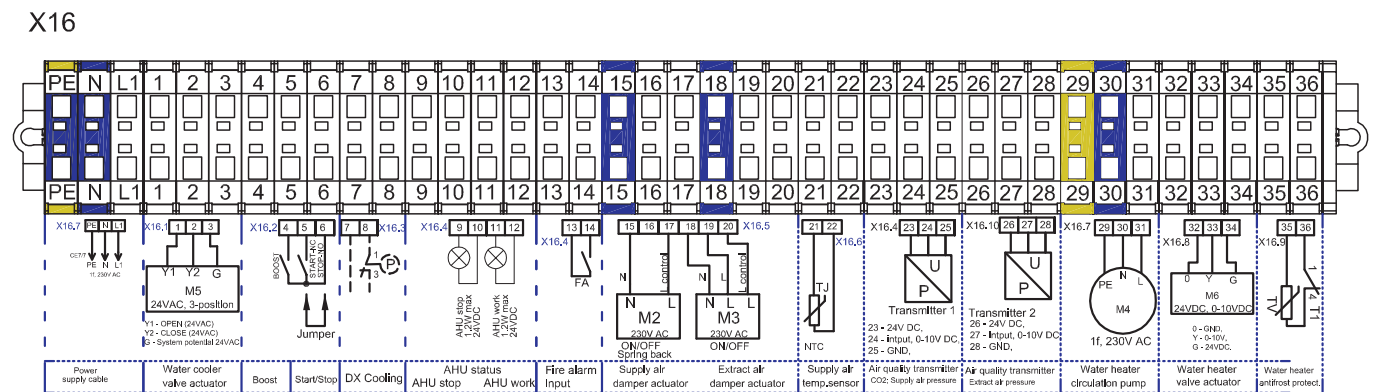 X16
PE N L1 1 2 3 4 5 6 7 8 9 10 11 12 13 14 15 16 17 18 19 20 21 22 23 24 25 26 27 28 29 30 31 32 33 34 35 36
PE N L1 1 2 3 4 5 6 7 8 9 10 11 12 13 14 15 16 17 18 19 20 21 22 23 24 25 26 27 28 29 30 31 32 33 34 35 36
X16.7 PE N L1
PE N L1
1f, 230V AC
Power
supply cable
X16.1 1 2 3
Y1 Y2 G
M5
24VAC, 3-position
Y1 - OPEN (24VAC)
Y2 - CLOSE (24VAC)
G - System potential 24VAC
Water cooler
valve actuator
X16.2 4 5 6
BOOST
START-NC
STOP-NO
Jumper
Boost
Start/Stop
7 8 X16.3
1
3
P
DX Cooling
X16.4 9 10 11 12
AHU stop
1,2W max
24VDC
AHU work
1,2W max
24VDC
AHU status
AHU stop AHU work
X16.4 13 14
FA
Fire alarm
Input
15 16 17 18 19 20 X16.5
N L control
N L
M2
230V AC
ON/OFF
Spring back
N L control
N L
M3
230V AC
ON/OFF
Supply air
damper actuator
Extract air
damper actuator
21 22
X16.6
TJ
NTC
Supply air
temp.sensor
X16.4 23 24 25
U
P
Transmitter 1
23 - 24V DC,
24 - intput, 0-10V DC,
25 - GND,
Air quality transmitter
CO2; Supply air pressure
X16.10 26 27 28
U
P
Transmitter 2
26 - 24V DC,
27 - Intput, 0-10V DC
28 - GND,
Air quality transmitter
Extract air pressure
X16.7 29 30 31
PE N L
M4
1f, 230V AC
Water heater
circulation pump
32 33 34
X16.8
0 Y G
M6
24VDC, 0-10VDC
0 - GND,
Y - 0-10V,
G - 24VDC.
Water heater
valve actuator
35 36
X16.9
1
4
TV
T1
Water heater
antifrost protect.